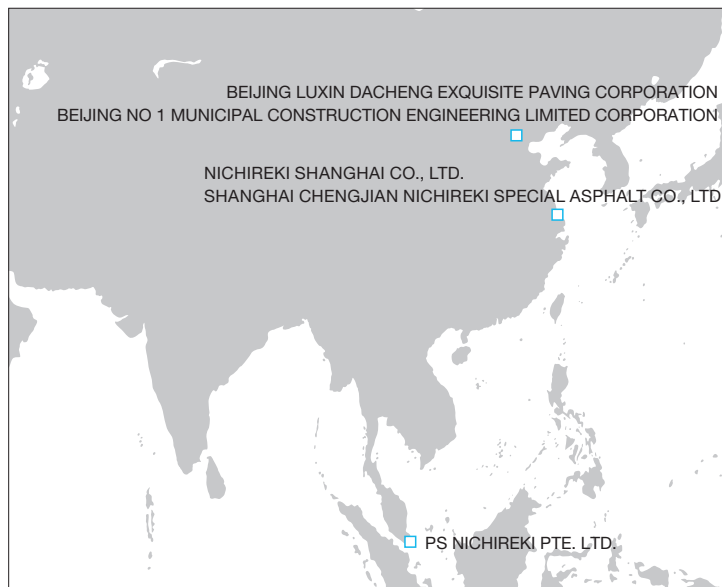 BEIJING LUXIN DACHENG EXQUISITE PAVING CORPORATION
BEIJING NO 1 MUNICIPAL CONSTRUCTION ENGINEERING LIMITED CORPORATION
NICHIREKI SHANGHAI CO., LTD.
SHANGHAI CHENGJIAN NICHIREKI SPECIAL ASPHALT CO., LTD
PS NICHIREKI PTE. LTD.